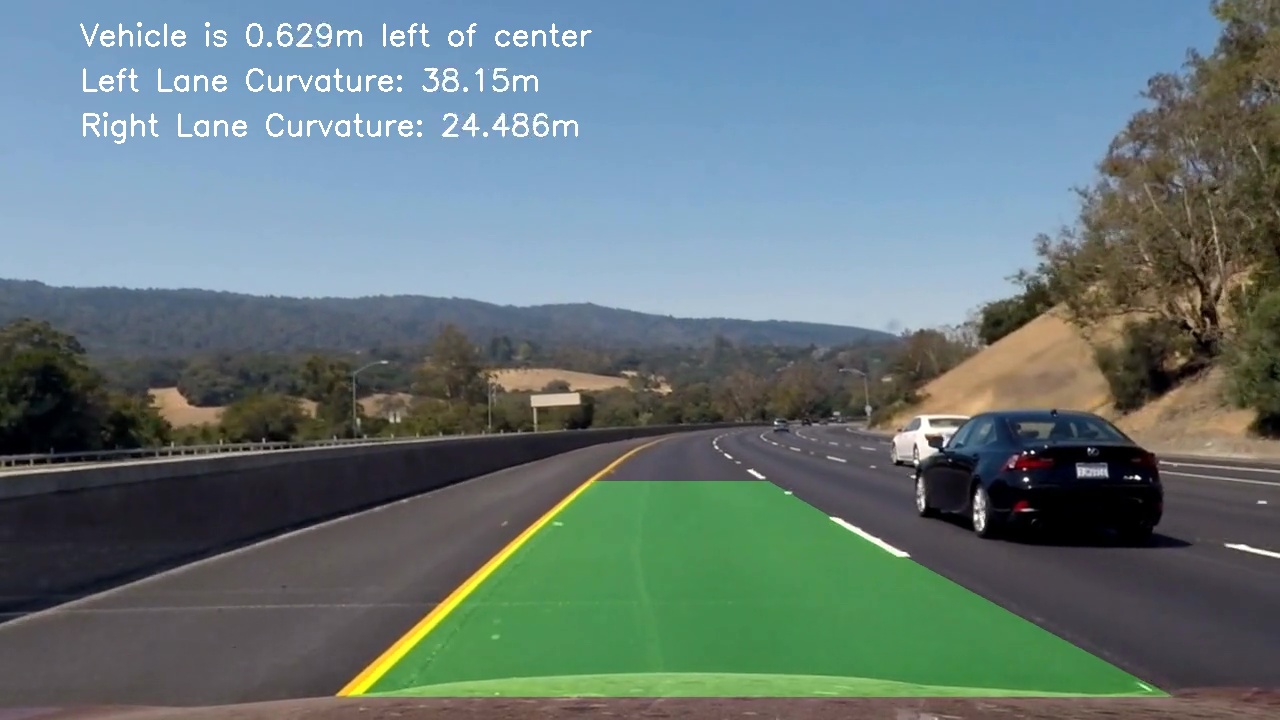 Vehicle is 0.629m left of center
Left Lane Curvature: 38.15m
Right Lane Curvature: 24.486m